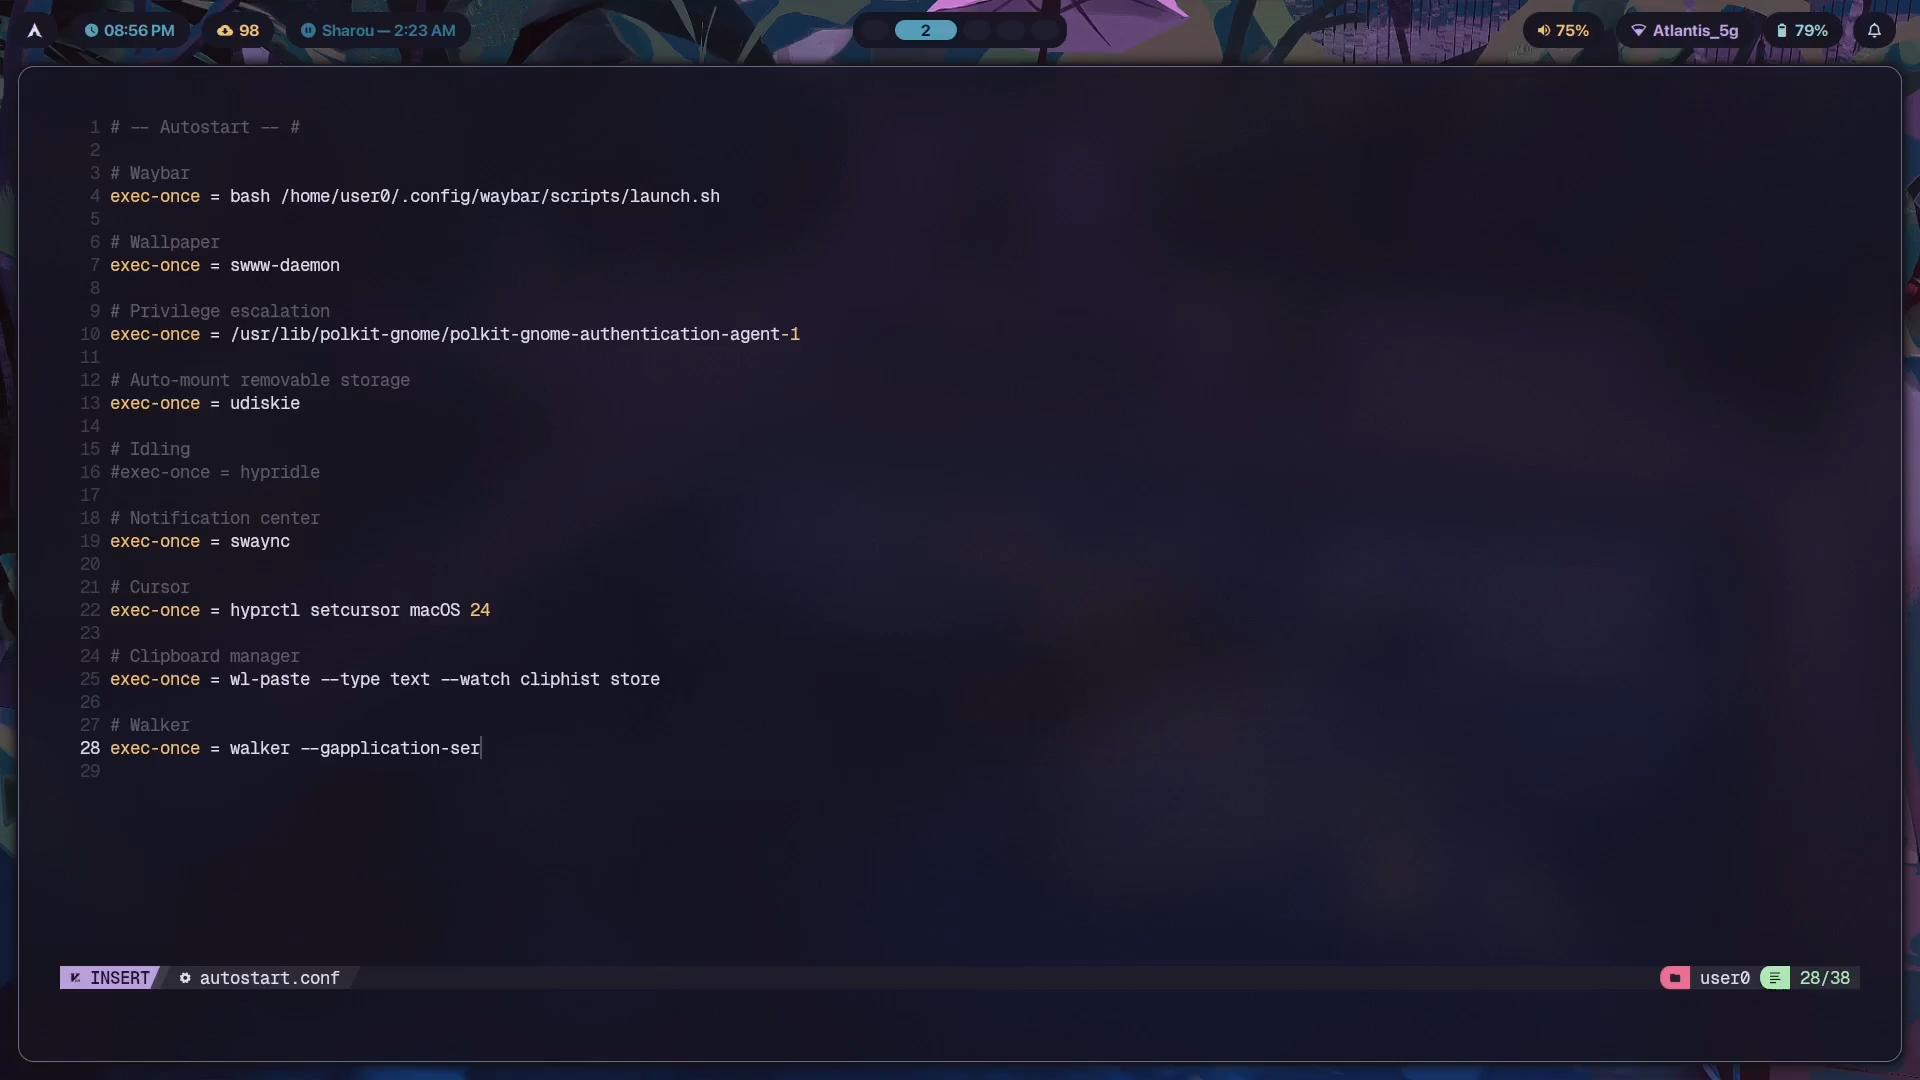 08:56 PM
98
Sharou — 2:23 AM
2
75%
Atlantis_5g
79%
1 # -- Autostart -- #
2
3 # Waybar
4 exec-once = bash /home/user0/.config/waybar/scripts/launch.sh
5
6 # Wallpaper
7 exec-once = swww-daemon
8
9 # Privilege escalation
10 exec-once = /usr/lib/polkit-gnome/polkit-gnome-authentication-agent-1
11
12 # Auto-mount removable storage
13 exec-once = udiskie
14
15 # Idling
16 #exec-once = hypridle
17
18 # Notification center
19 exec-once = swaync
20
21 # Cursor
22 exec-once = hyprctl setcursor macOS 24
23
24 # Clipboard manager
25 exec-once = wl-paste --type text --watch cliphist store
26
27 # Walker
28 exec-once = walker --gapplication-ser
29
INSERT autostart.conf
user0 28/38